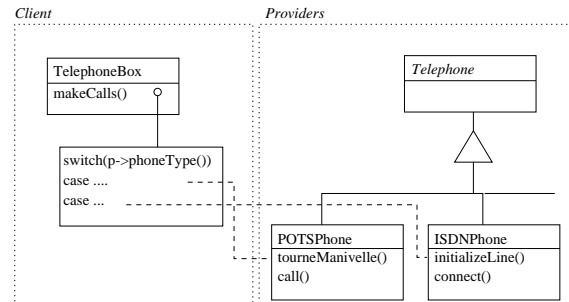 Client
Providers
TelephoneBox
makeCalls()
switch(p->phoneType())
case ....
case ...
Telephone
POTSPhone
tourneManivelle()
call()
ISDNPhone
initializeLine()
connect()